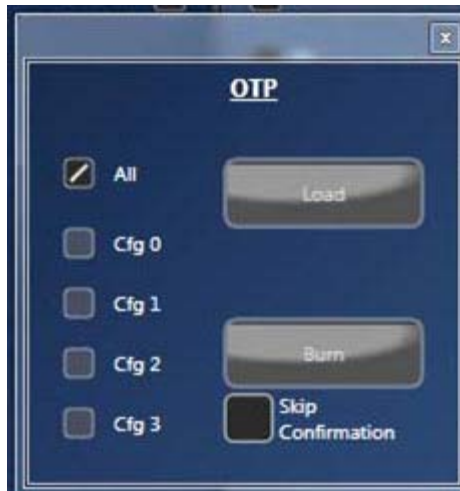 x
OTP
All
Load
Cfg 0
Cfg 1
Cfg 2
Burn
Cfg 3
Skip
Confirmation